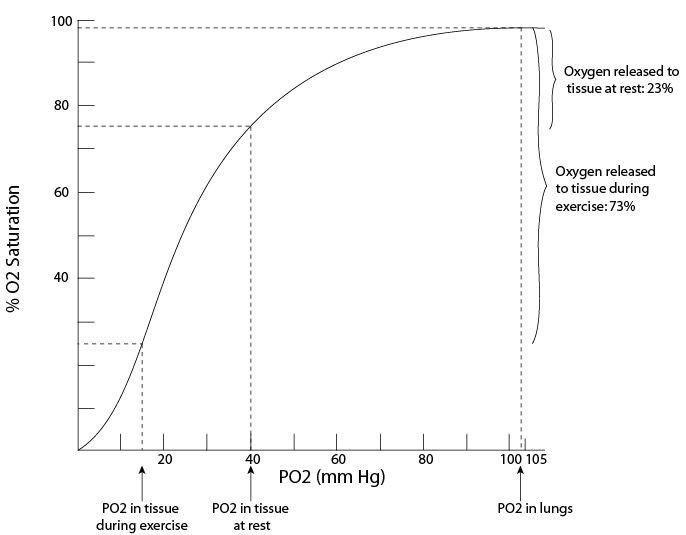 100
80
60
40
% O2 Saturation
Oxygen released to
tissue at rest: 23%
Oxygen released
to tissue during
exercise: 73%
20 40 60 80 100 105
PO2 (mm Hg)
PO2 in tissue
during exercise
PO2 in tissue
at rest
PO2 in lungs